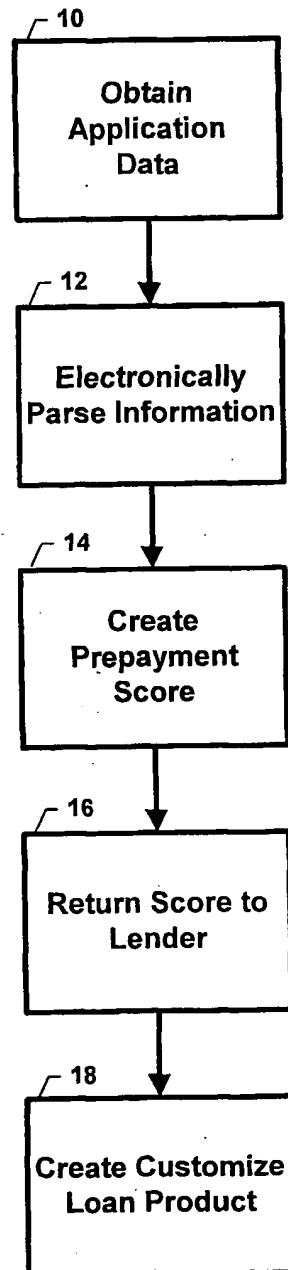 10
Obtain
Application
Data
12
Electronically
Parse Information
14
Create
Prepayment
Score
16
Return Score to
Lender
18
Create Customize
Loan Product